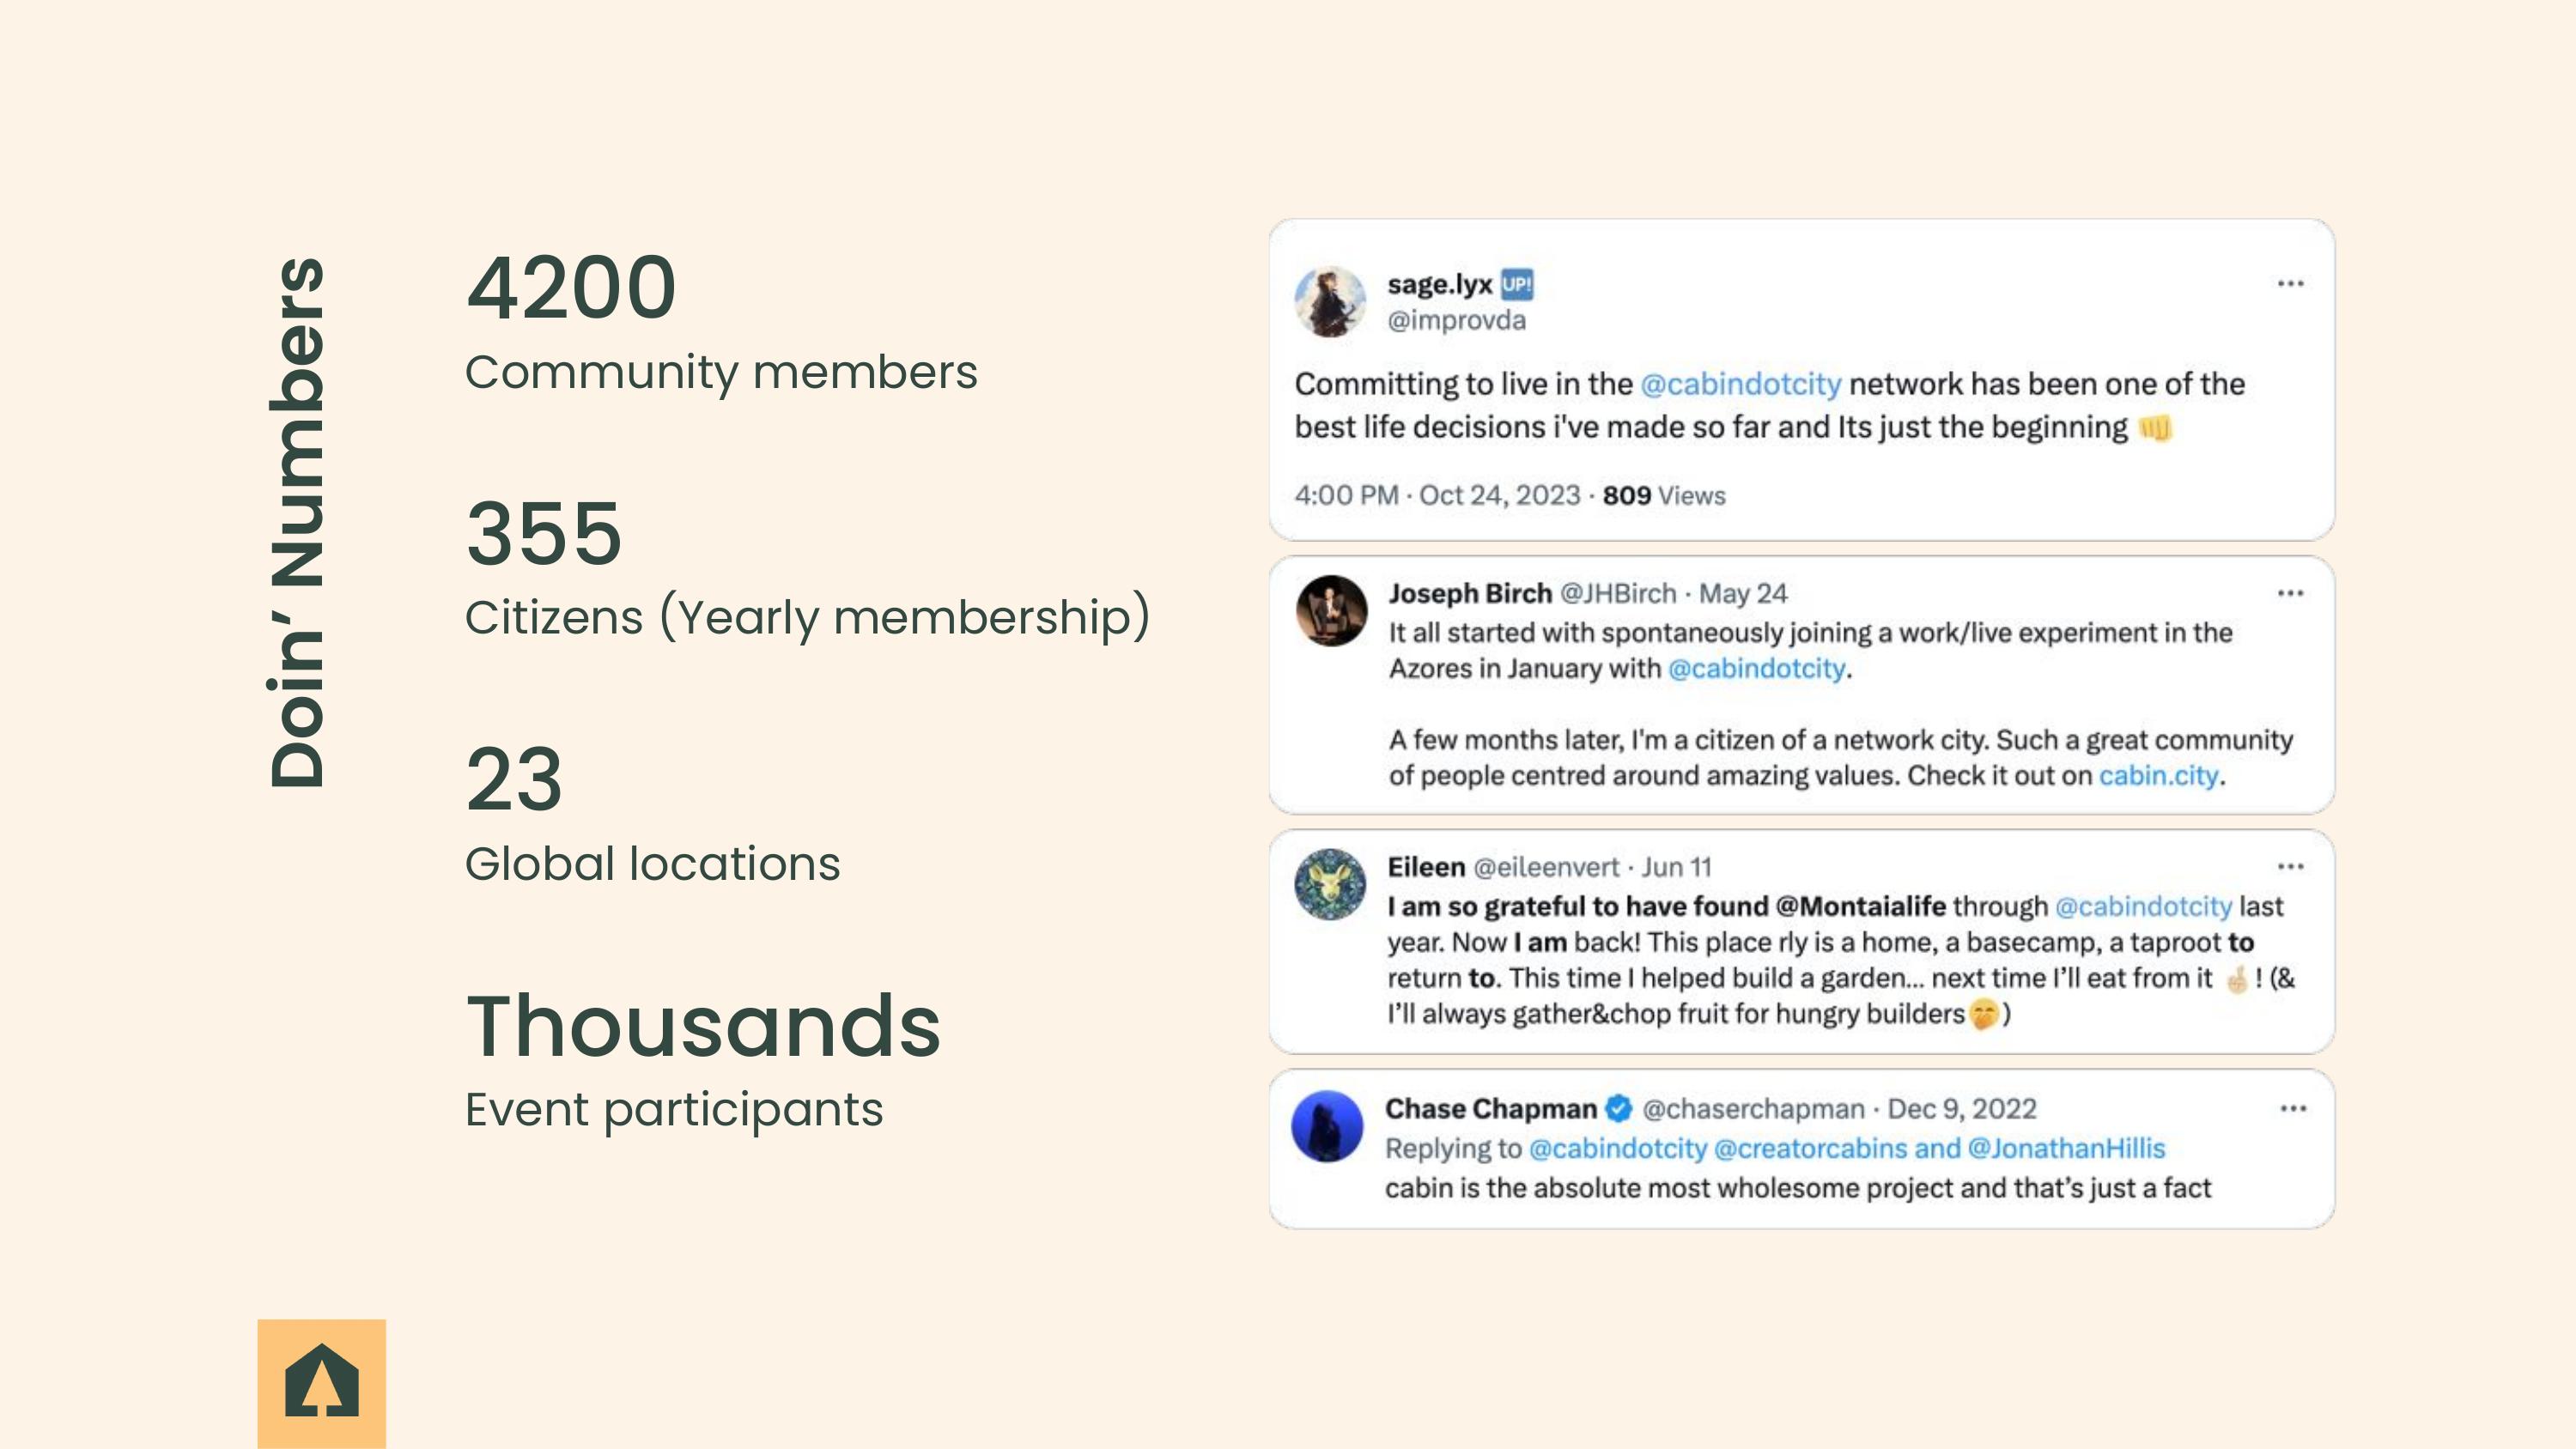 Doin’ Numbers
4200
Community members
355
Citizens (Yearly membership)
23
Global locations
Thousands
Event participants
sage.lyx 🆙
@improvda
Committing to live in the @cabindotcity network has been one of the
best life decisions i've made so far and Its just the beginning 👊
4:00 PM · Oct 24, 2023 · 809 Views
Joseph Birch @JHBirch · May 24
It all started with spontaneously joining a work/live experiment in the
Azores in January with @cabindotcity.
A few months later, I'm a citizen of a network city. Such a great community
of people centred around amazing values. Check it out on cabin.city.
Eileen @eileenvert · Jun 11
I am so grateful to have found @Montaialife through @cabindotcity last
year. Now I am back! This place rly is a home, a basecamp, a taproot to
return to. This time I helped build a garden... next time I’ll eat from it 🤞🏼! (&
I’ll always gather&chop fruit for hungry builders🤭)
Chase Chapman @chaserchapman · Dec 9, 2022
Replying to @cabindotcity @creatorcabins and @JonathanHillis
cabin is the absolute most wholesome project and that’s just a fact